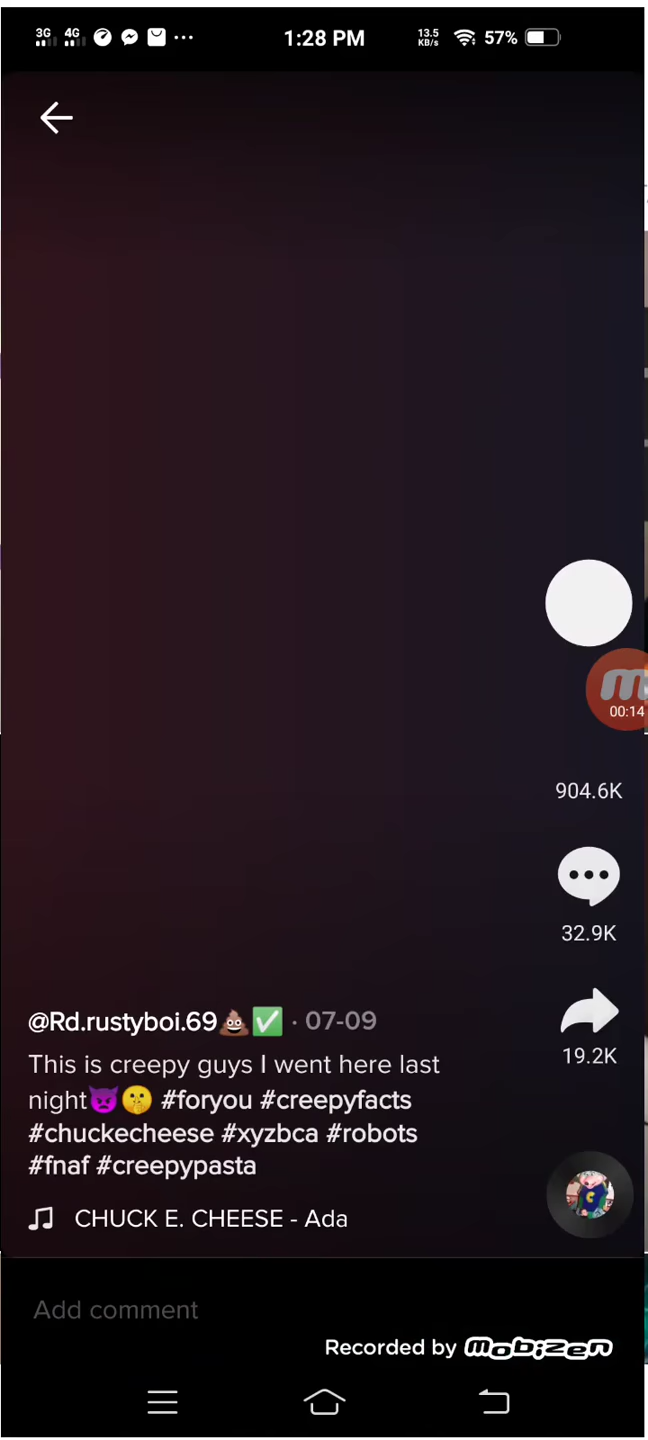 3G 4G 1:28 PM 13.5 KB/s 57%
00:14
904.6K
32.9K
19.2K
@Rd.rustyboi.69💩✅ · 07-09
This is creepy guys I went here last
night😈🤫 #foryou #creepyfacts
#chuckecheese #xyzbca #robots
#fnaf #creepypasta
CHUCK E. CHEESE - Ada
Add comment
Recorded by mobizen